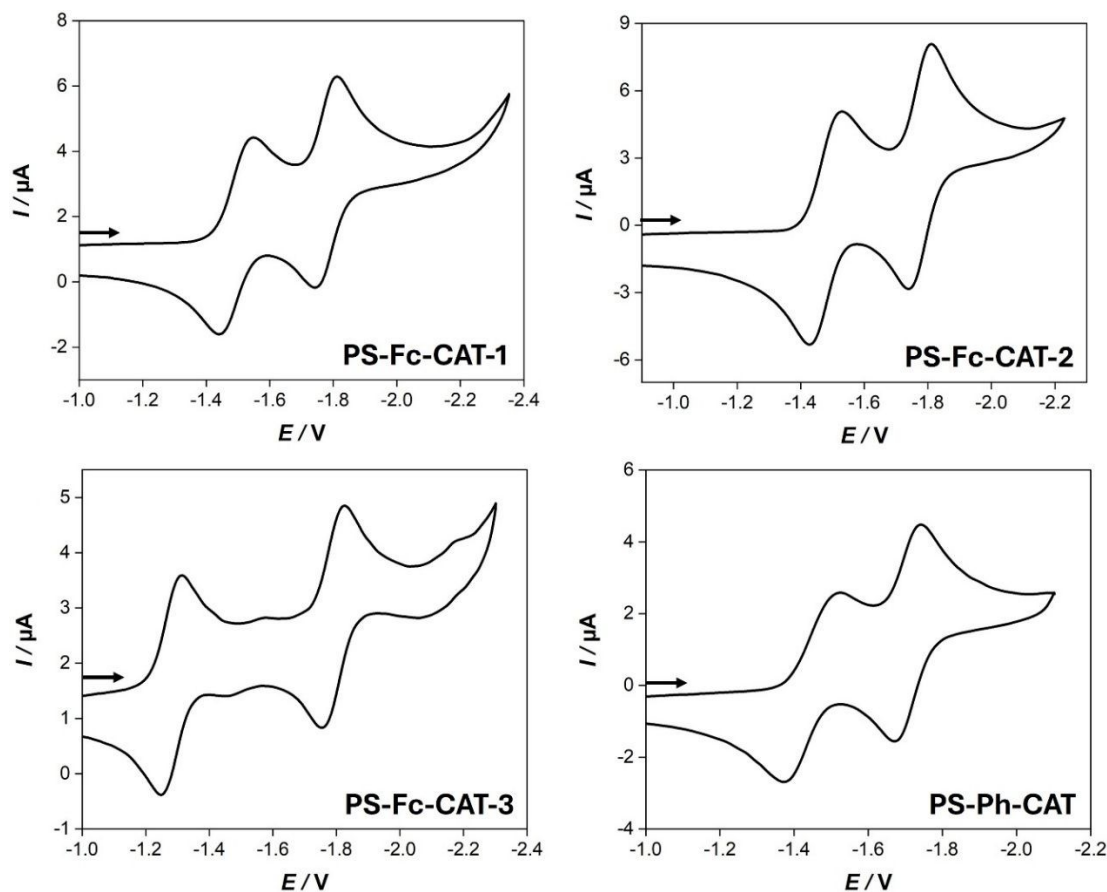 8
6
4
2
0
-2
I / µA
-1.0 -1.2 -1.4 -1.6 -1.8 -2.0 -2.2 -2.4
E / V
PS-Fc-CAT-1
9
6
3
0
-3
-6
I / µA
-1.0 -1.2 -1.4 -1.6 -1.8 -2.0 -2.2
E / V
PS-Fc-CAT-2
5
4
3
2
1
0
-1
I / µA
-1.0 -1.2 -1.4 -1.6 -1.8 -2.0 -2.2 -2.4
E / V
PS-Fc-CAT-3
6
4
2
0
-2
-4
I / µA
-1.0 -1.2 -1.4 -1.6 -1.8 -2.0 -2.2
E / V
PS-Ph-CAT